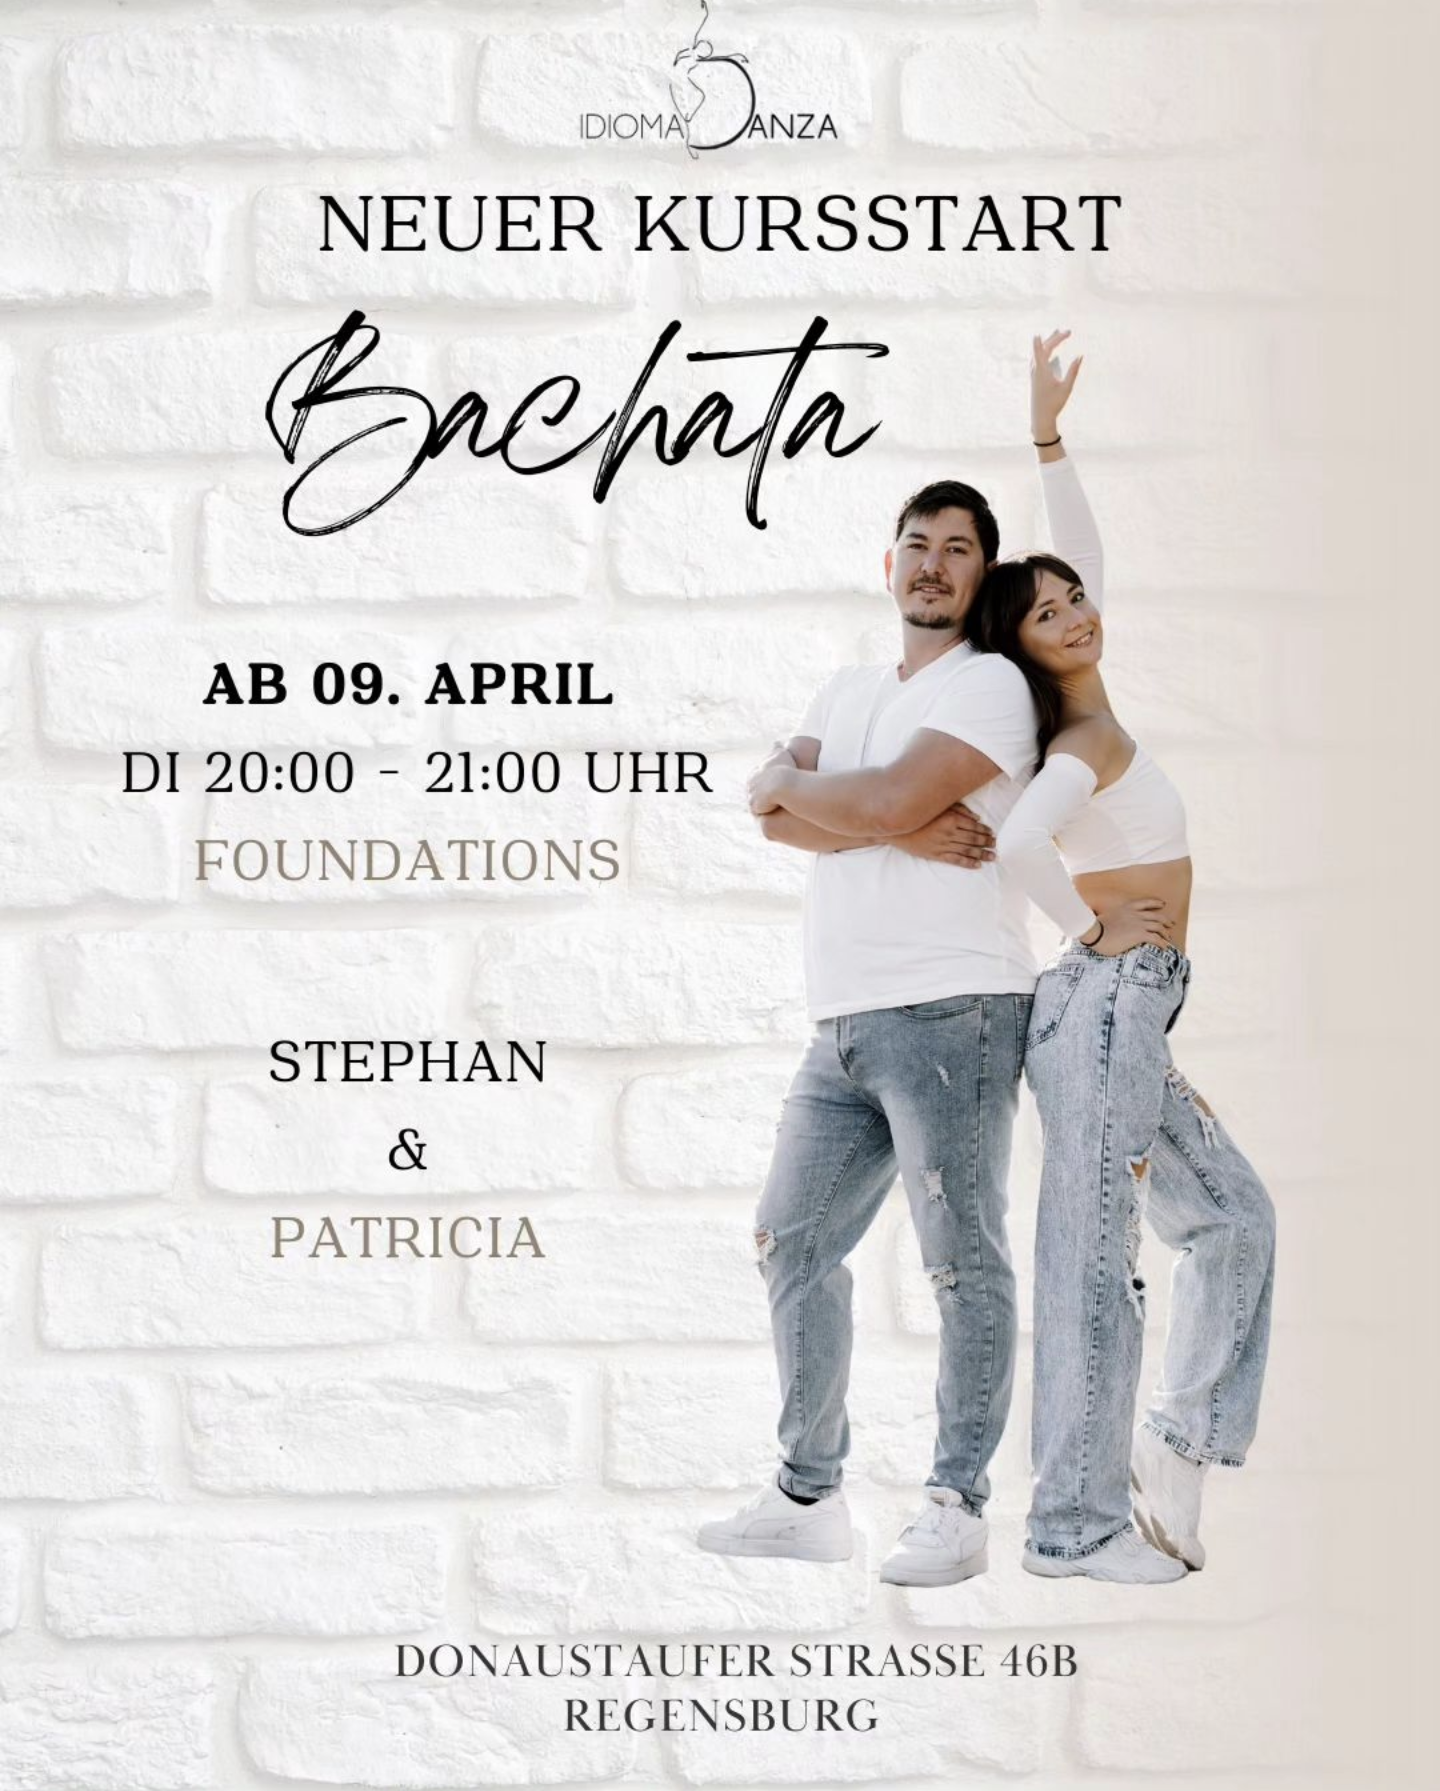 IDIOMA DANZA
NEUER KURSSTART
Bachata
AB 09. APRIL
DI 20:00 - 21:00 UHR
FOUNDATIONS
STEPHAN
&
PATRICIA
DONAUSTAUFER STRASSE 46B
REGENSBURG